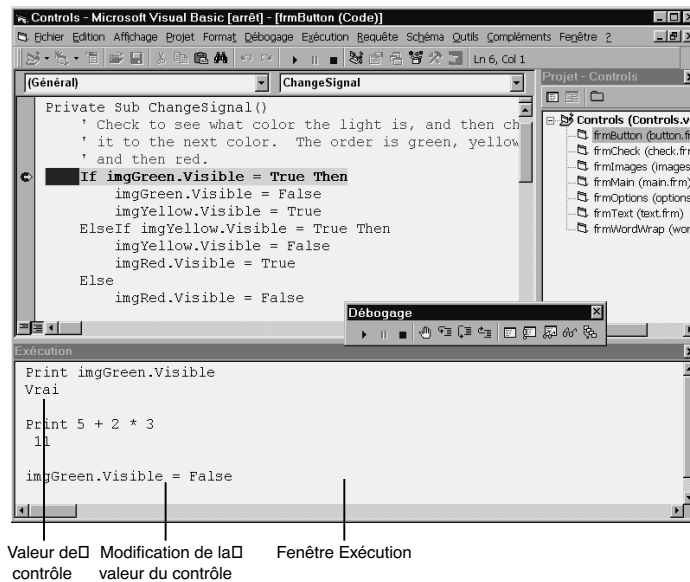 Controls - Microsoft Visual Basic [arrêt] - [frmButton (Code)]
Fichier Edition Affichage Projet Format Débogage Exécution Requête Schéma Outils Compléments Fenêtre ?
Ln 6, Col 1
(Général) ChangeSignal
Private Sub ChangeSignal()
' Check to see what color the light is, and then ch
' it to the next color. The order is green, yellow
' and then red.
If imgGreen.Visible = True Then
imgGreen.Visible = False
imgYellow.Visible = True
ElseIf imgYellow.Visible = True Then
imgYellow.Visible = False
imgRed.Visible = True
Else
imgRed.Visible = False
Projet - Controls
Controls (Controls.v
frmButton (button.fr
frmCheck (check.frr
frmImages (images
frmMain (main.frm)
frmOptions (options
frmText (text.frm)
frmWordWrap (wor
Débogage
Exécution
Print imgGreen.Visible
Vrai
Print 5 + 2 * 3
11
imgGreen.Visible = False
Valeur de
contrôle
Modification de la
valeur du contrôle
Fenêtre Exécution